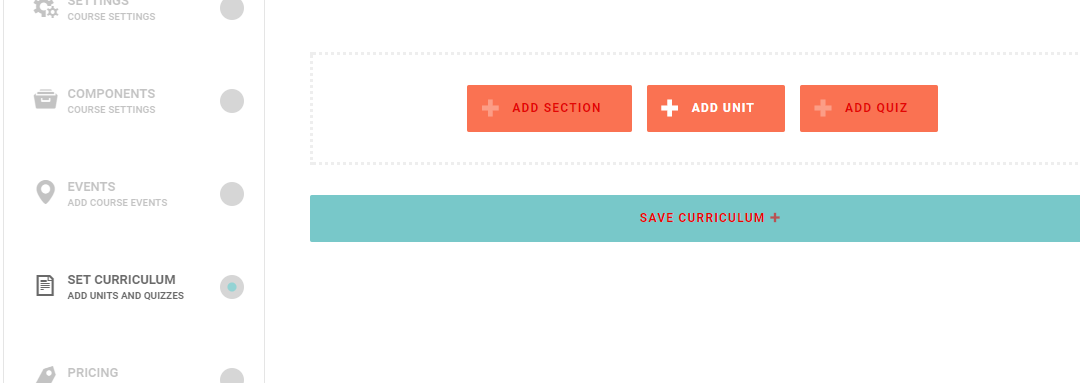 SETTINGS
COURSE SETTINGS
COMPONENTS
COURSE SETTINGS
EVENTS
ADD COURSE EVENTS
SET CURRICULUM
ADD UNITS AND QUIZZES
PRICING
ADD SECTION
ADD UNIT
ADD QUIZ
SAVE CURRICULUM